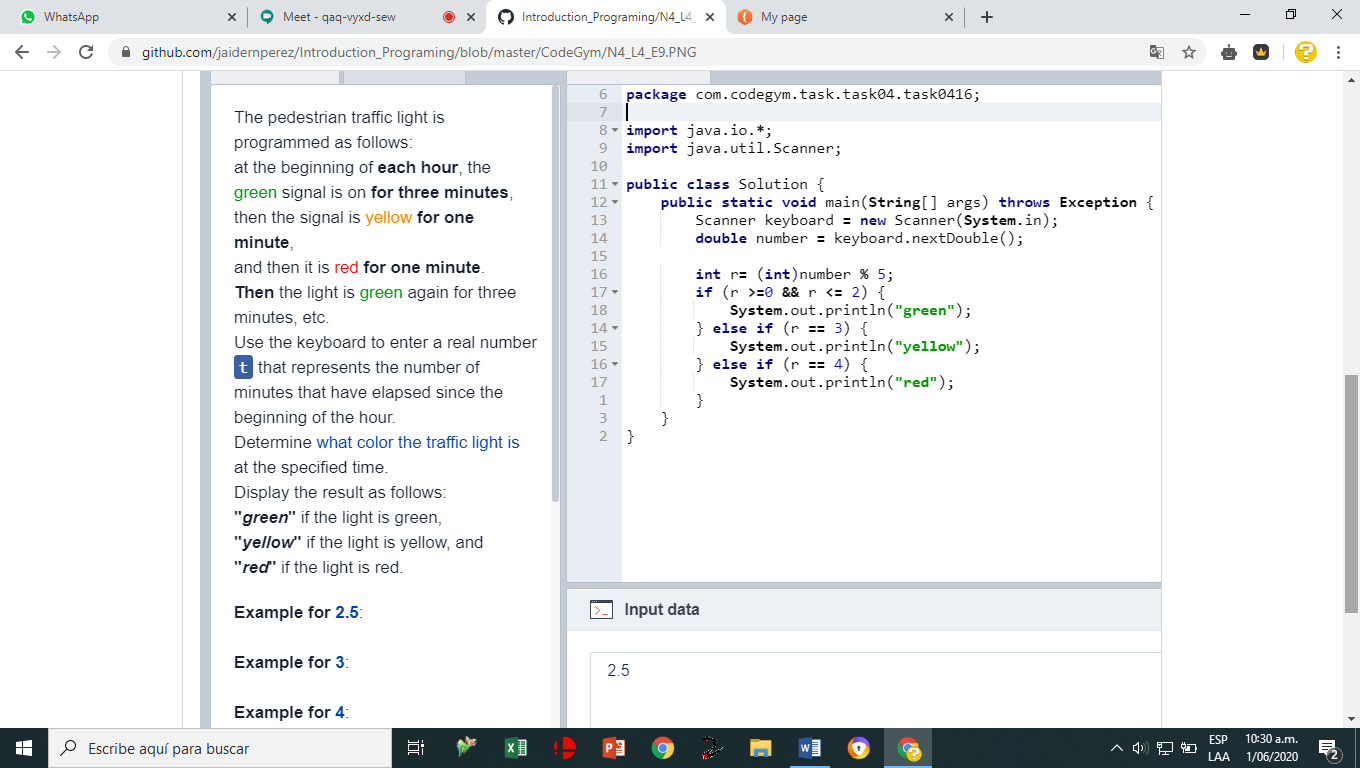 WhatsApp
Meet - qaq-vyxd-sew
Introduction_Programing/N4_L4_
My page
github.com/jaidernperez/Introduction_Programing/blob/master/CodeGym/N4_L4_E9.PNG
The pedestrian traffic light is
programmed as follows:
at the beginning of each hour, the
green signal is on for three minutes,
then the signal is yellow for one
minute,
and then it is red for one minute.
Then the light is green again for three
minutes, etc.
Use the keyboard to enter a real number
t that represents the number of
minutes that have elapsed since the
beginning of the hour.
Determine what color the traffic light is
at the specified time.
Display the result as follows:
"green" if the light is green,
"yellow" if the light is yellow, and
"red" if the light is red.
Example for 2.5:
Example for 3:
Example for 4:
6 package com.codegym.task.task04.task0416;
7
8 import java.io.*;
9 import java.util.Scanner;
10
11 public class Solution {
12 public static void main(String[] args) throws Exception {
13 Scanner keyboard = new Scanner(System.in);
14 double number = keyboard.nextDouble();
15
16 int r= (int)number % 5;
17 if (r >=0 && r <= 2) {
18 System.out.println("green");
14 } else if (r == 3) {
15 System.out.println("yellow");
16 } else if (r == 4) {
17 System.out.println("red");
1 }
3 }
2 }
Input data
2.5
Escribe aquí para buscar
ESP
LAA
10:30 a.m.
1/06/2020
2